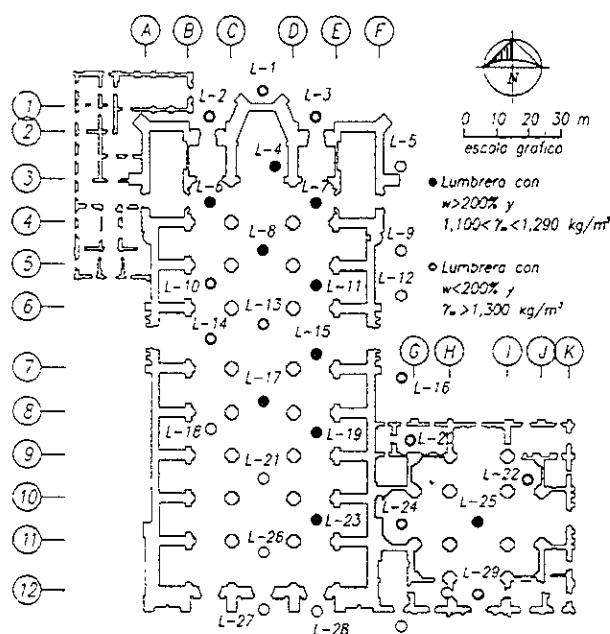 A B C D E F
L-1
L-2 L-3
1
2
N
0 10 20 30 m
escala grafica
L-4
L-5
3
L-6 L-7
Lumbrera con
w>200% y
1,100<γm<1,290 kg/m³
4
L-8
L-9
5
L-10 L-11 L-12
Lumbrera con
w<200% y
γm>1,300 kg/m³
6
L-13
L-14
L-15
G H I J K
7
L-16
L-17
8
L-18 L-19
L-2
9
L-21
L-22
10
L-25
L-23 L-24
11
L-26
L-29
12
L-27 L-28